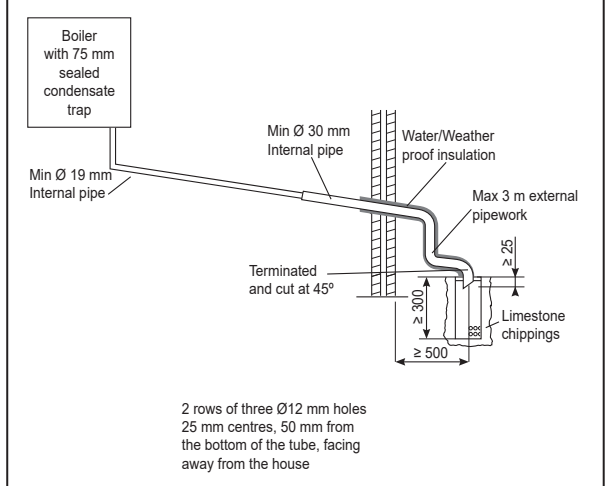 Boiler
with 75 mm
sealed
condensate
trap
Min Ø 30 mm
Internal pipe
Water/Weather
proof insulation
Min Ø 19 mm
Internal pipe
Max 3 m external
pipework
≥ 25
Terminated
and cut at 45º
≥ 300
Limestone
chippings
≥ 500
2 rows of three Ø12 mm holes
25 mm centres, 50 mm from
the bottom of the tube, facing
away from the house